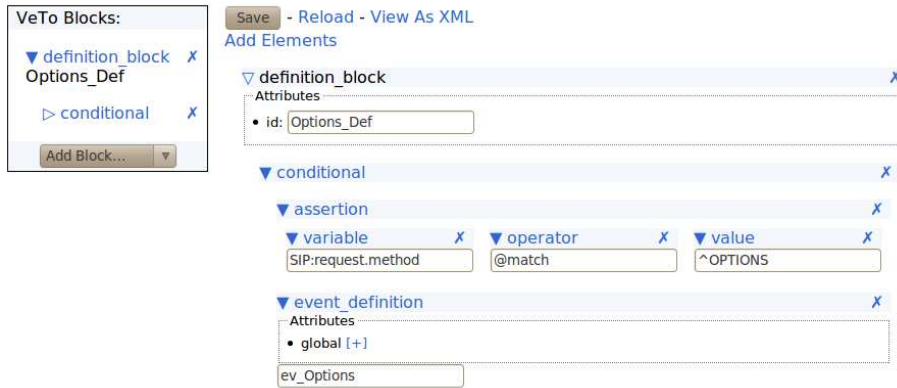 VeTo Blocks:
▼ definition_block ✗
Options_Def
▷ conditional ✗
Add Block... ▼
Save - Reload - View As XML
Add Elements
▽ definition_block ✗
Attributes
• id: Options_Def
▼ conditional ✗
▼ assertion ✗
▼ variable ✗ ▼ operator ✗ ▼ value ✗
SIP:request.method @match ^OPTIONS
▼ event_definition ✗
Attributes
• global [+]
ev_Options